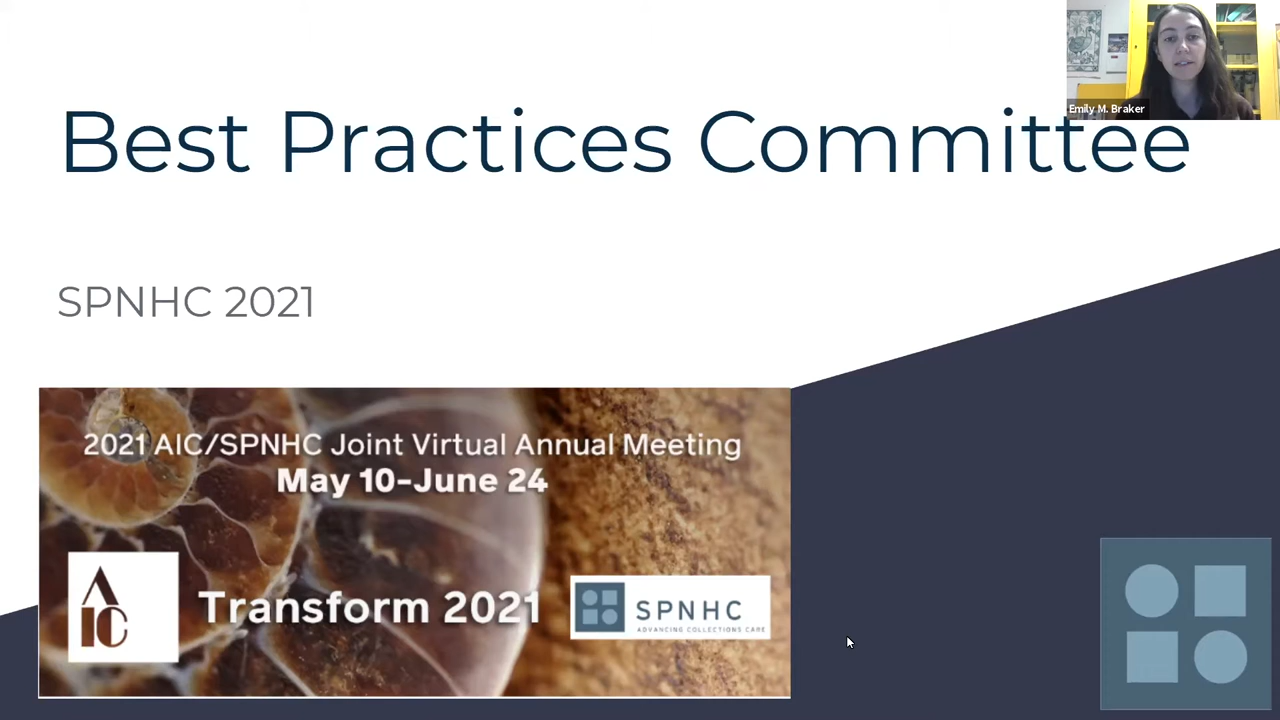 Emily M. Braker
Best Practices Committee
SPNHC 2021
2021 AIC/SPNHC Joint Virtual Annual Meeting
May 10-June 24
AIC
Transform 2021
SPNHC
ADVANCING COLLECTIONS CARE